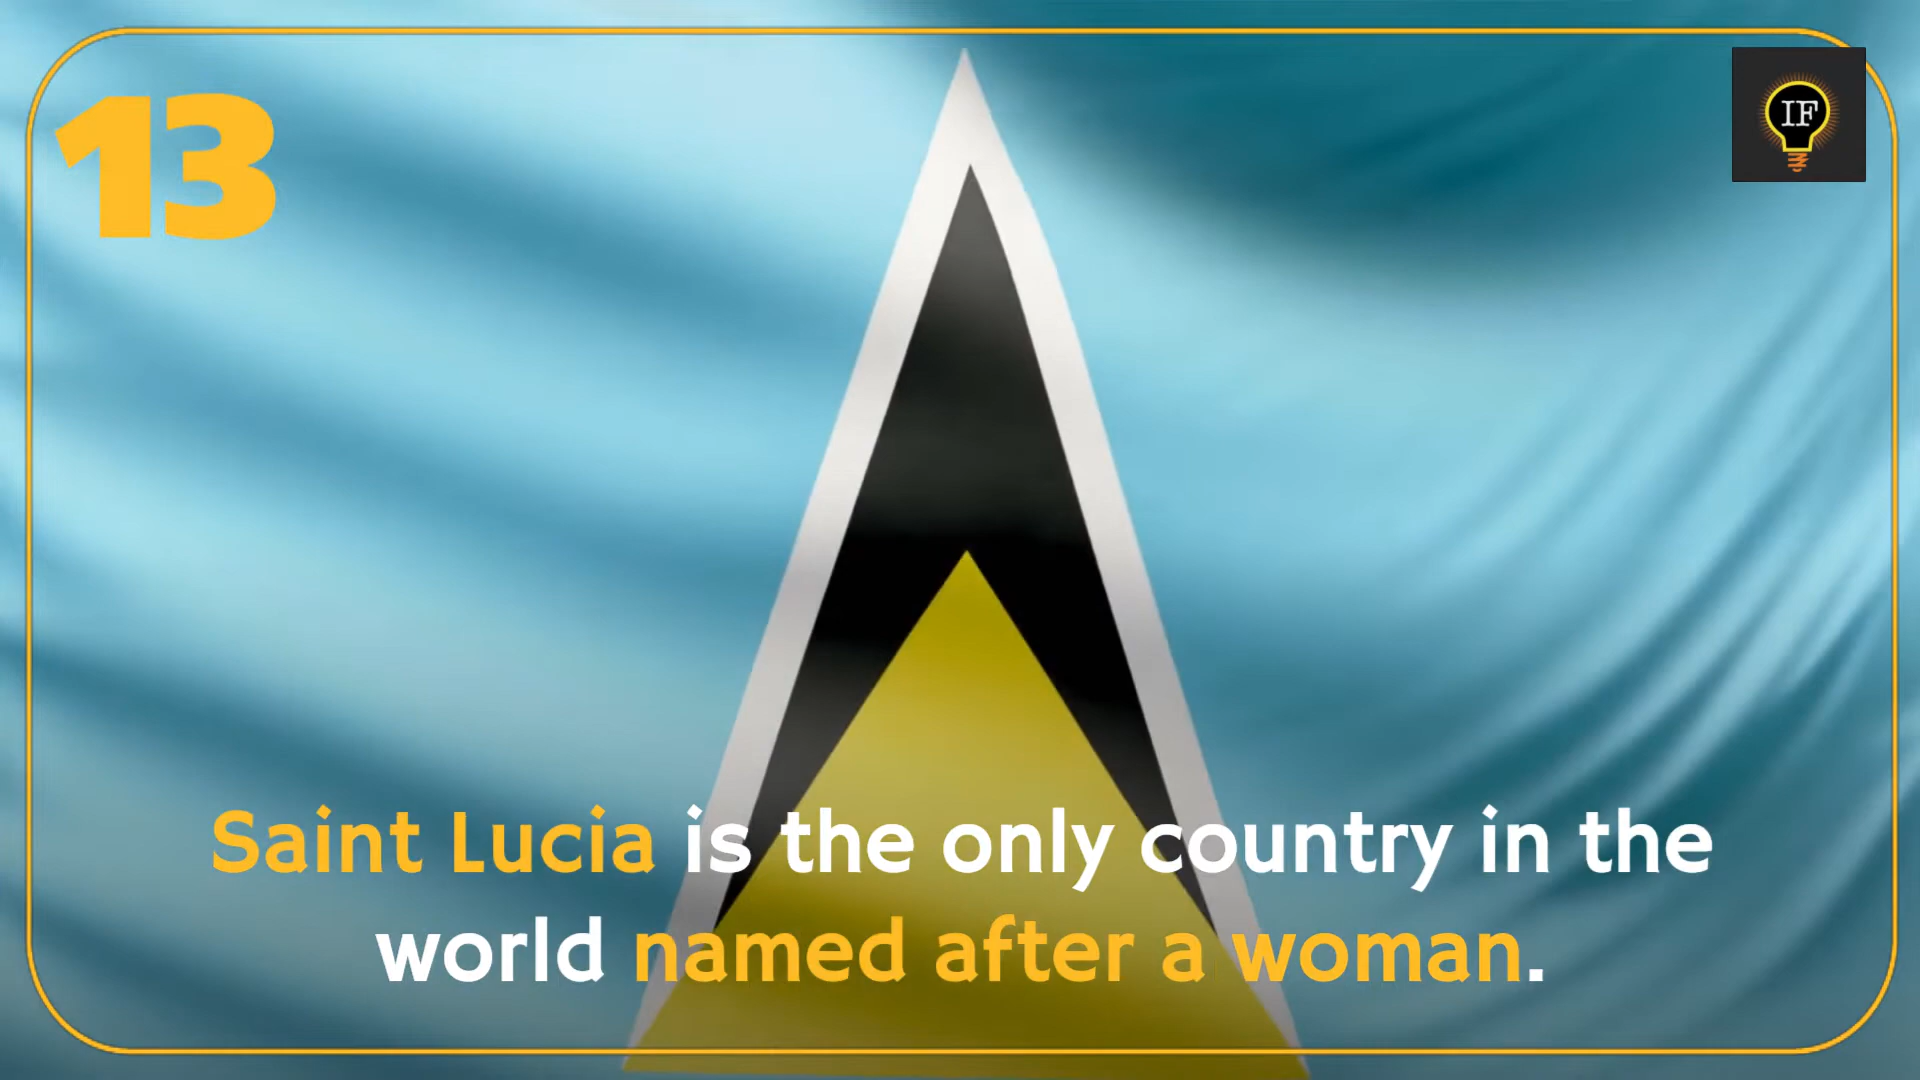 13
IF
Saint Lucia is the only country in the
world named after a woman.